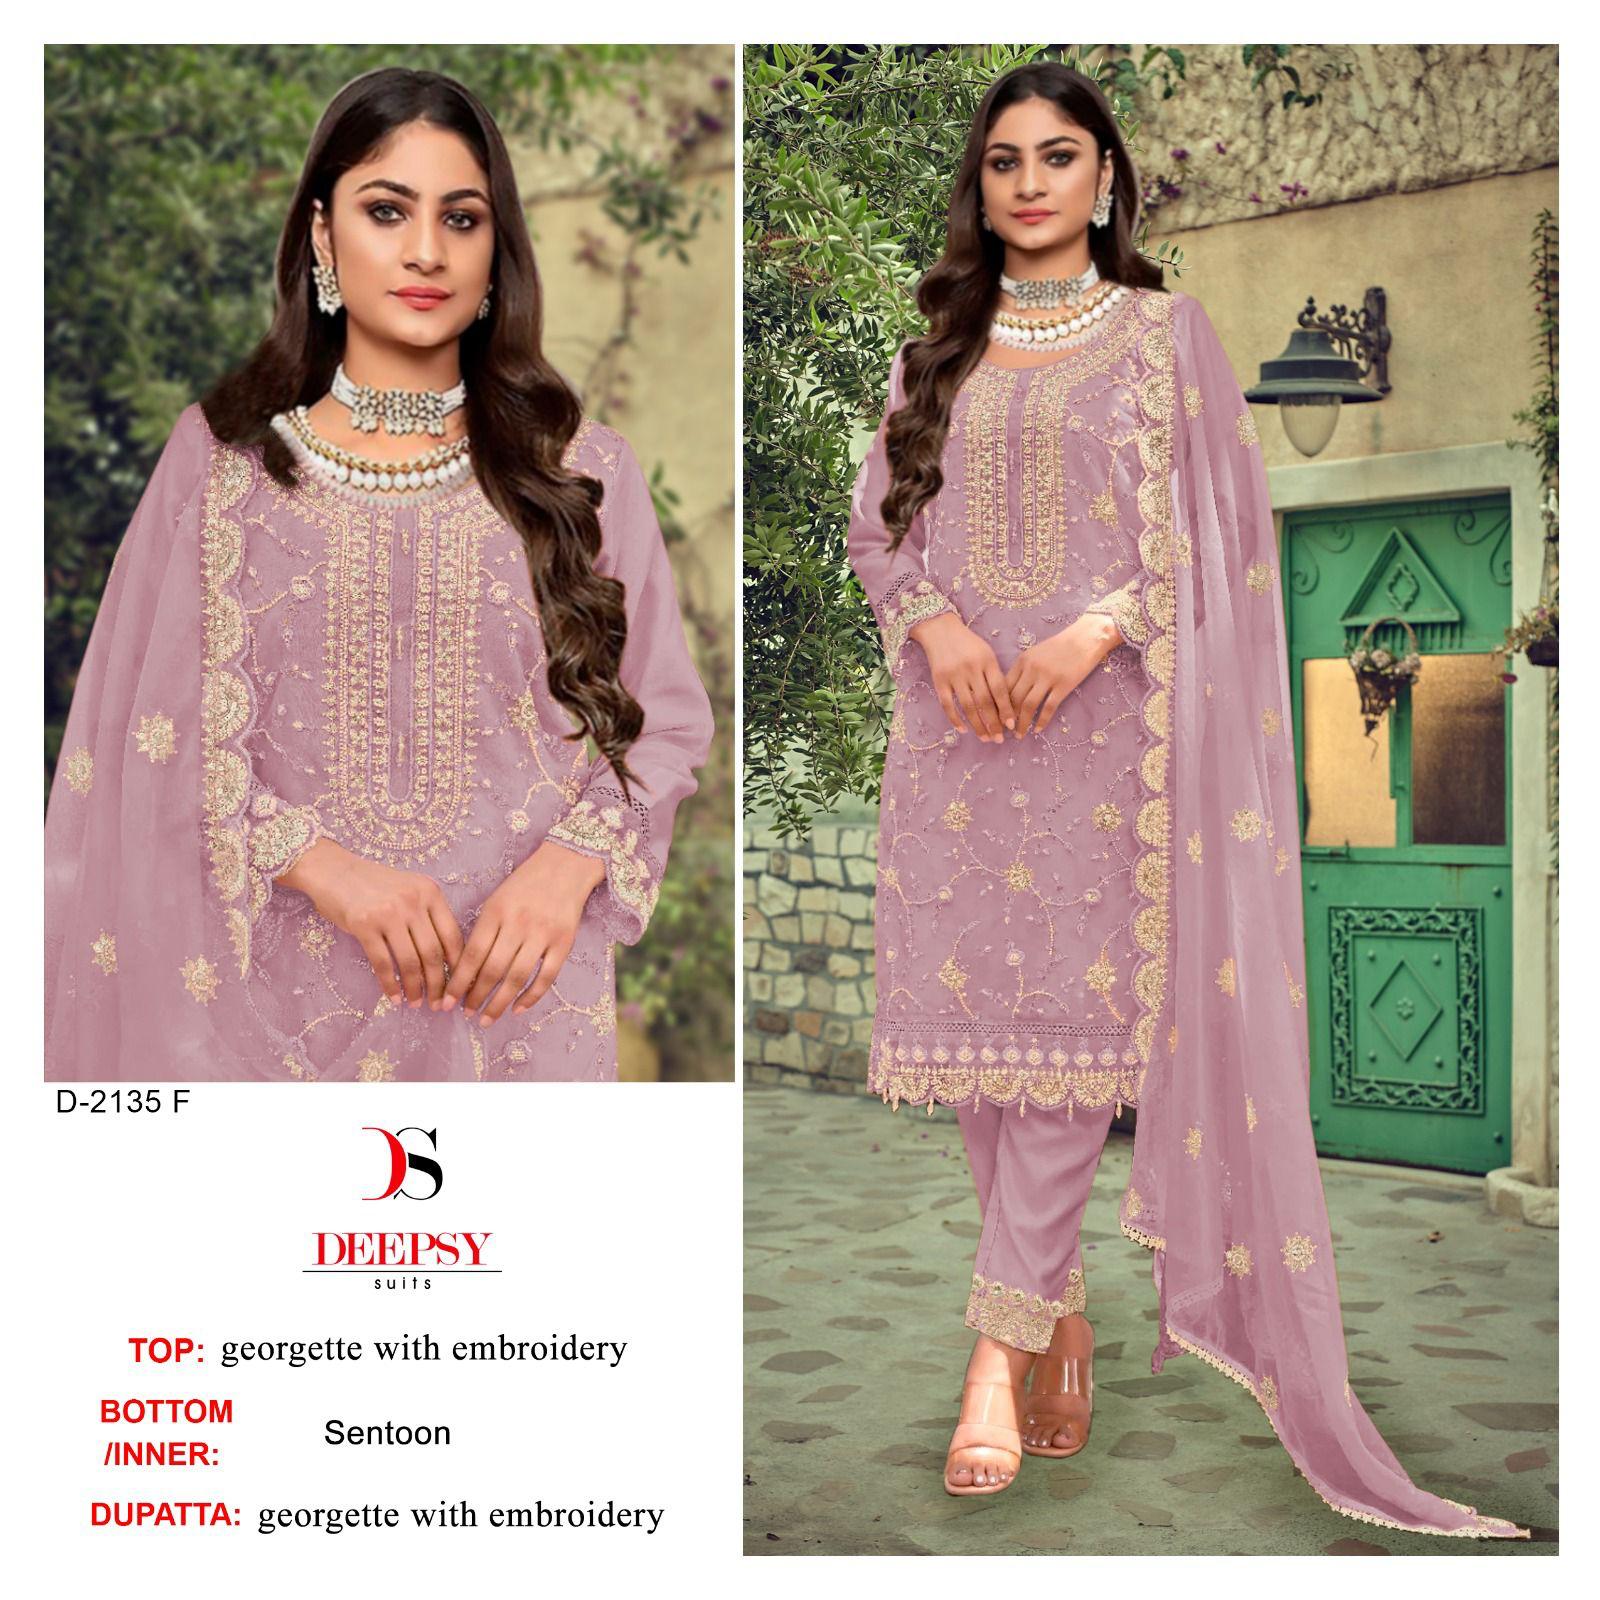 D-2135 F
DS
DEEPSY
suits
TOP: georgette with embroidery
BOTTOM
/INNER: Sentoon
DUPATTA: georgette with embroidery